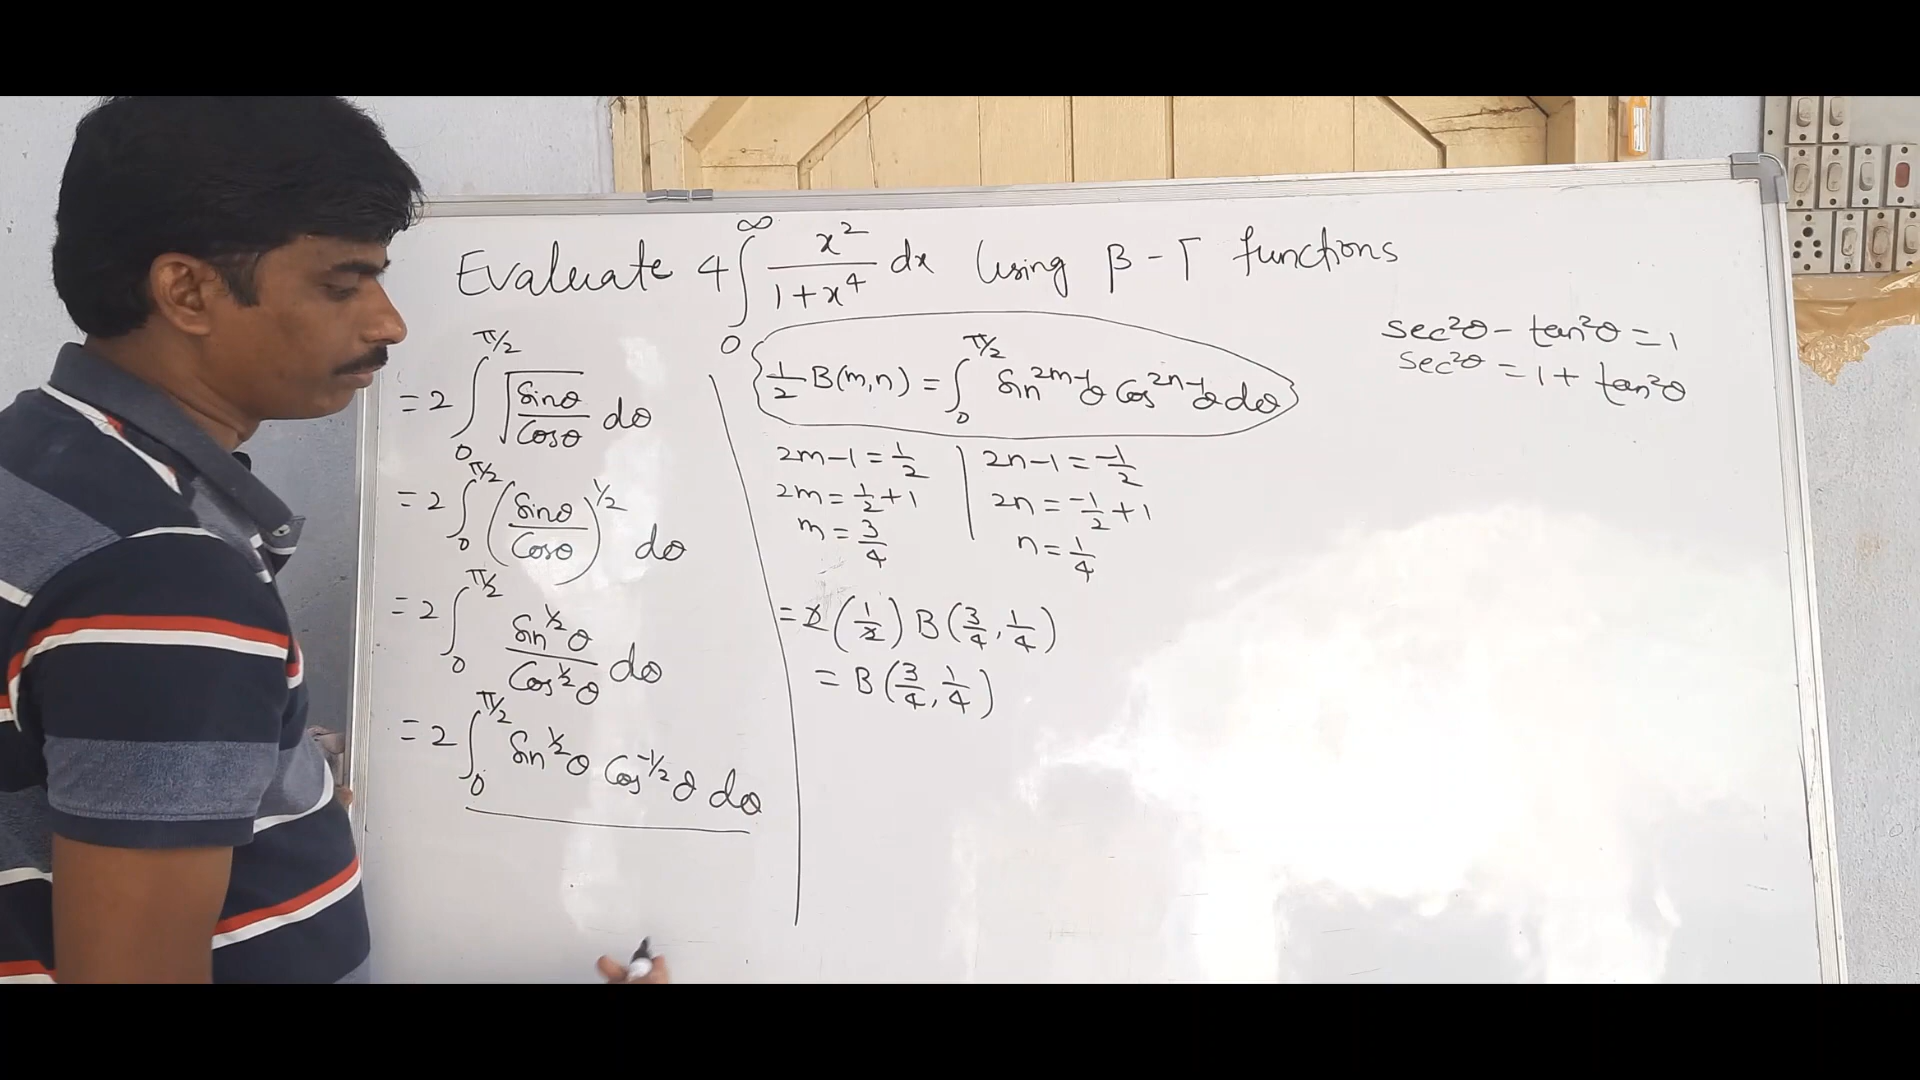 Evaluate 4∫₀^∞ x²/(1+x⁴) dx Using β-Γ functions
= 2 ∫₀^(π/2) √(Sinθ/Cosθ) dθ
= 2 ∫₀^(π/2) (Sinθ/Cosθ)^(1/2) dθ
= 2 ∫₀^(π/2) Sin^(1/2)θ/Cos^(1/2)θ dθ
= 2 ∫₀^(π/2) Sin^(1/2)θ Cos^(-1/2)θ dθ
1/2 B(m,n) = ∫₀^(π/2) Sin^(2m-1)θ Cos^(2n-1)θ dθ
2m-1 = 1/2
2m = 1/2 + 1
m = 3/4
2n-1 = -1/2
2n = -1/2 + 1
n = 1/4
= 2 (1/2) B(3/4, 1/4)
= B(3/4, 1/4)
sec²θ - tan²θ = 1
sec²θ = 1 + tan²θ